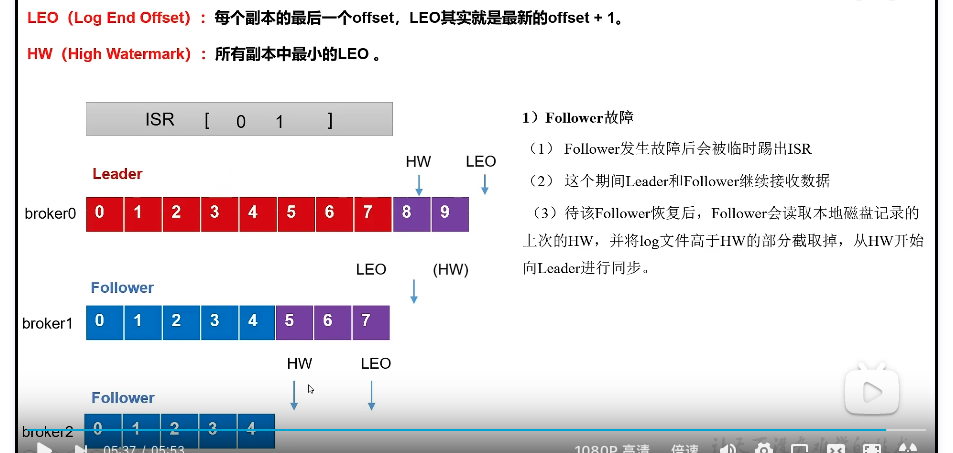 LEO（Log End Offset）：每个副本的最后一个offset，LEO其实就是最新的offset + 1。
HW（High Watermark）：所有副本中最小的LEO 。
ISR [ 0 1 ]
1）Follower故障
（1） Follower发生故障后会被临时踢出ISR
（2） 这个期间Leader和Follower继续接收数据
（3）待该Follower恢复后，Follower会读取本地磁盘记录的
上次的HW，并将log文件高于HW的部分截取掉，从HW开始
向Leader进行同步。
HW LEO
Leader
broker0 0 1 2 3 4 5 6 7 8 9
LEO (HW)
Follower
broker1 0 1 2 3 4 5 6 7
HW LEO
Follower
broker2 0 1 2 3 4
05:37 / 05:53
1080P 高清 倍速